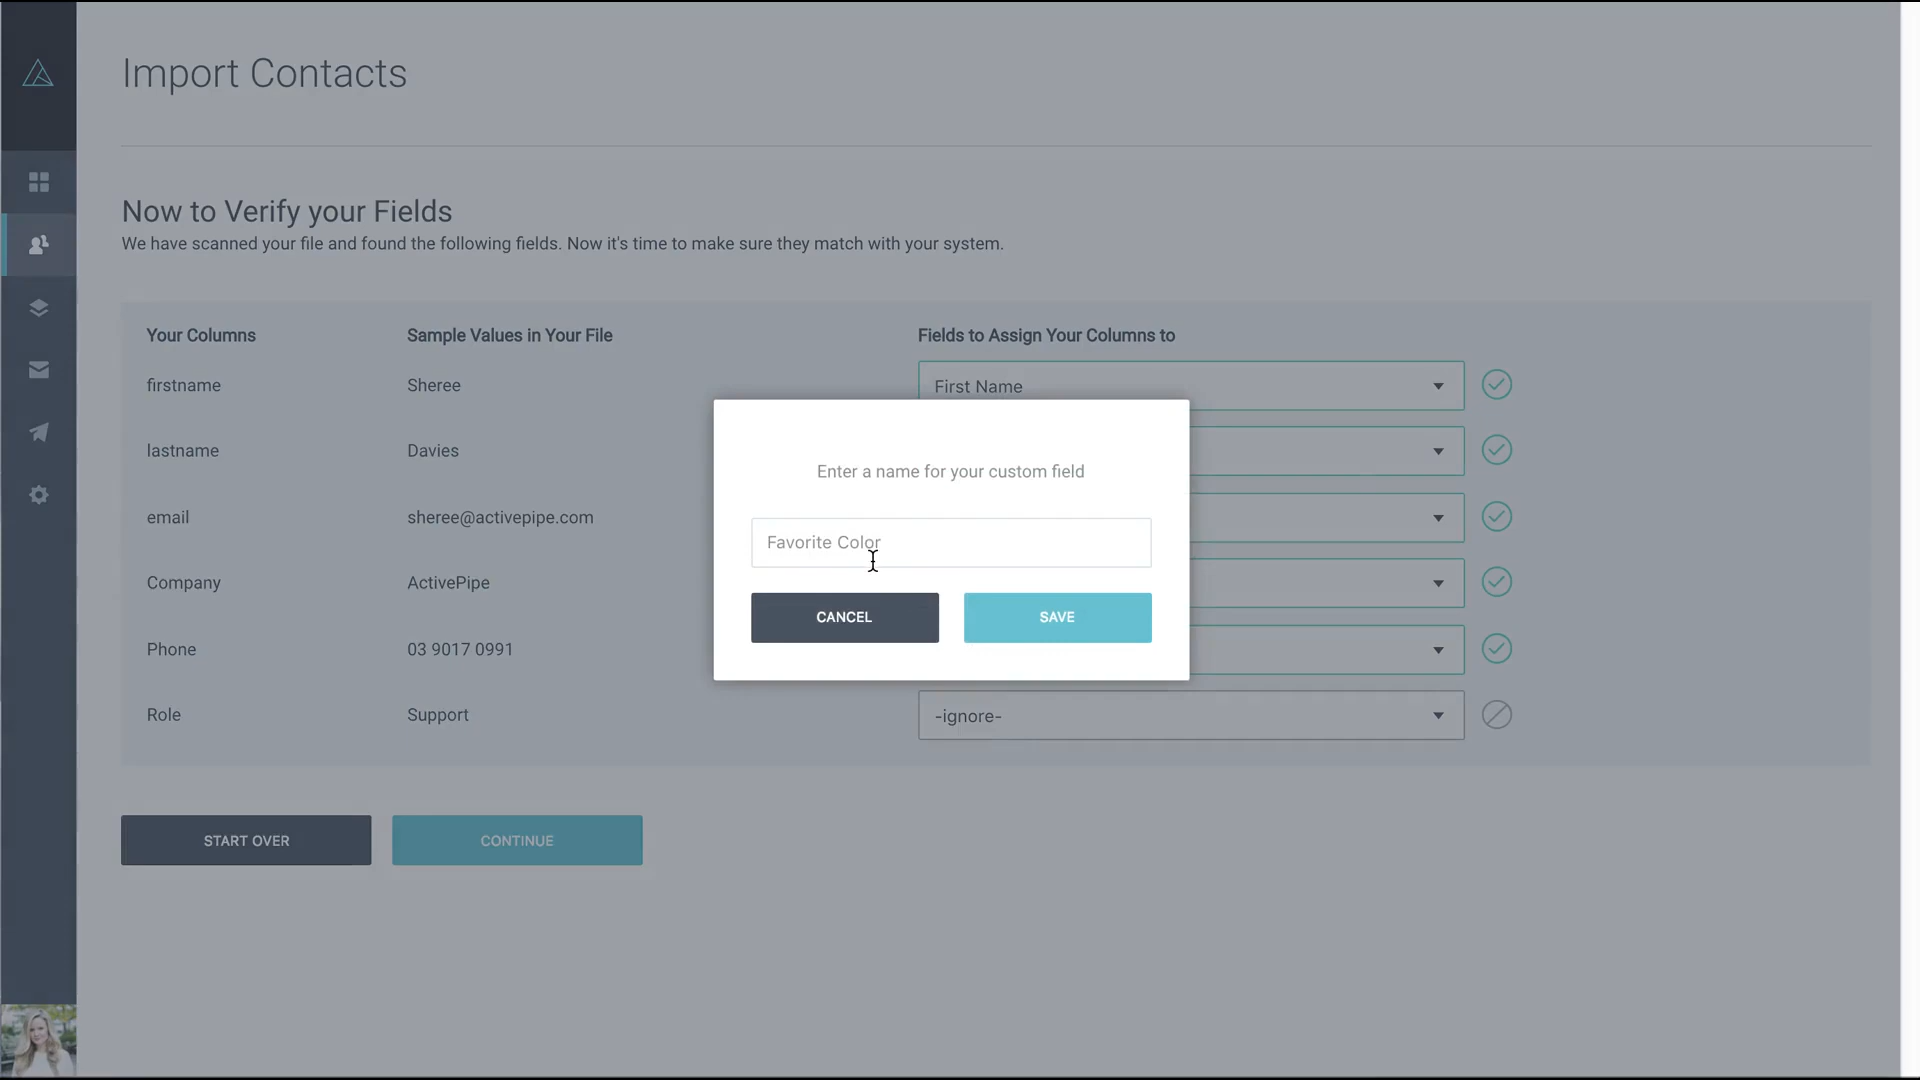 Import Contacts
Now to Verify your Fields
We have scanned your file and found the following fields. Now it's time to make sure they match with your system.
Your Columns Sample Values in Your File Fields to Assign Your Columns to
firstname Sheree First Name
lastname Davies
email sheree@activepipe.com
Company ActivePipe
Phone 03 9017 0991
Role Support -ignore-
Enter a name for your custom field
Favorite Color
CANCEL SAVE
START OVER CONTINUE